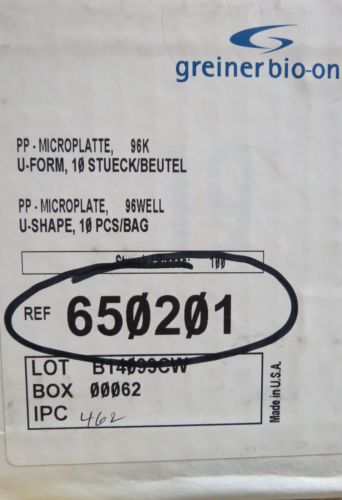 greiner bio-on
PP - MICROPLATTE, 96K
U-FORM, 10 STUECK/BEUTEL
PP - MICROPLATE, 96WELL
U-SHAPE, 10 PCS/BAG
100
REF 650201
LOT
BOX 00062
IPC 462
Made in U.S.A.